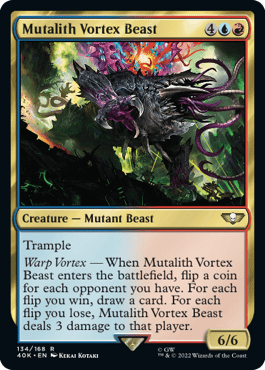 Mutalith Vortex Beast 4
Creature — Mutant Beast
Trample
Warp Vortex — When Mutalith Vortex
Beast enters the battlefield, flip a coin
for each opponent you have. For each
flip you win, draw a card. For each
flip you lose, Mutalith Vortex Beast
deals 3 damage to that player.
6/6
134/168 R
40K • EN KEKAI KOTAKI
© GW
™ & © 2022 Wizards of the Coast